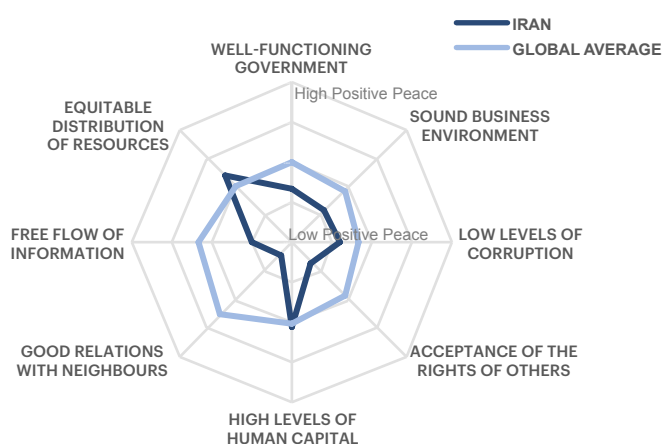 IRAN
GLOBAL AVERAGE
WELL-FUNCTIONING
GOVERNMENT
High Positive Peace
EQUITABLE
DISTRIBUTION
OF RESOURCES
SOUND BUSINESS
ENVIRONMENT
FREE FLOW OF
INFORMATION
Low Positive Peace
LOW LEVELS OF
CORRUPTION
GOOD RELATIONS
WITH NEIGHBOURS
ACCEPTANCE OF THE
RIGHTS OF OTHERS
HIGH LEVELS OF
HUMAN CAPITAL